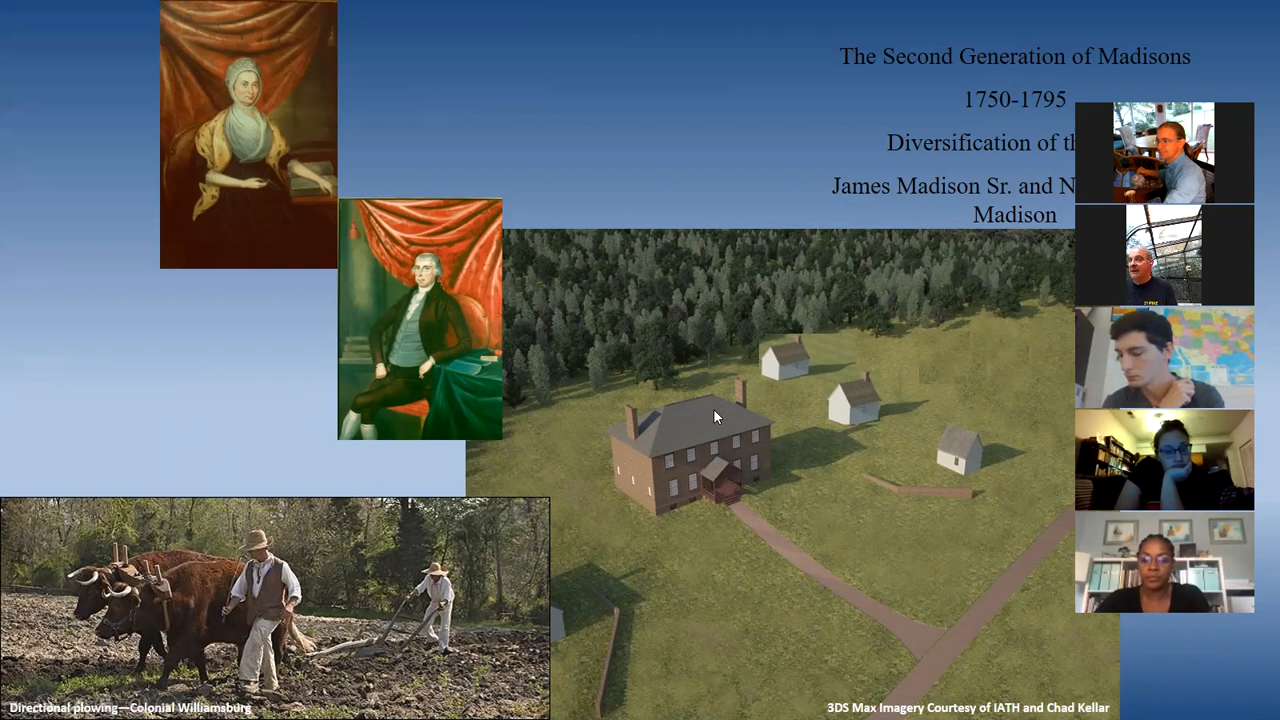 The Second Generation of Madisons
1750-1795
Diversification of th
James Madison Sr. and N
Madison
Directional plowing—Colonial Williamsburg
3DS Max Imagery Courtesy of IATH and Chad Kellar